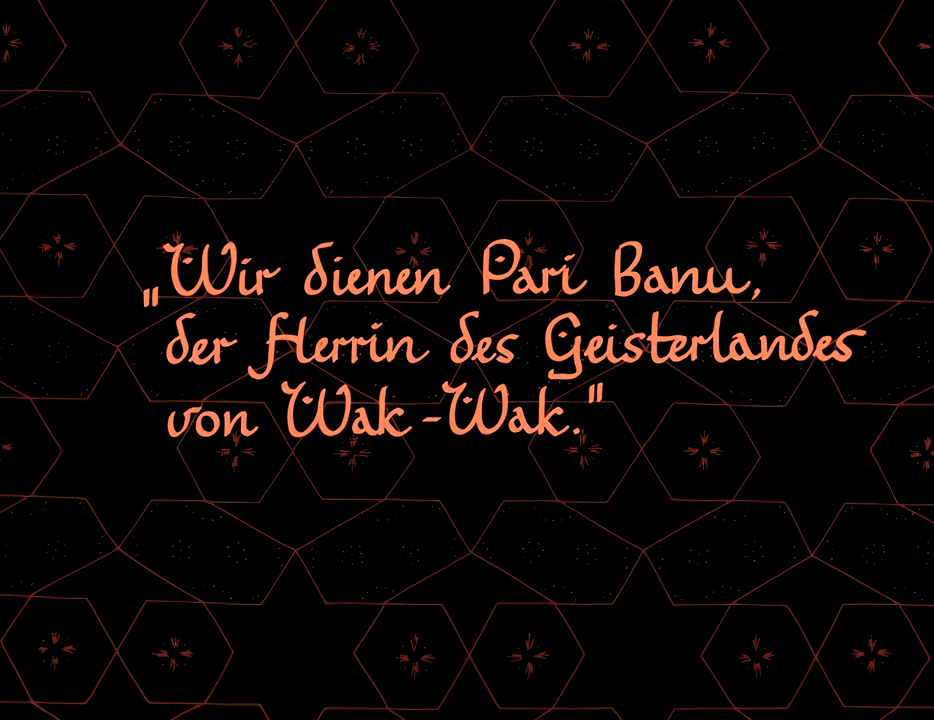 „Wir dienen Pari Banu,
der Herrin des Geisterlandes
von Wak-Wak."